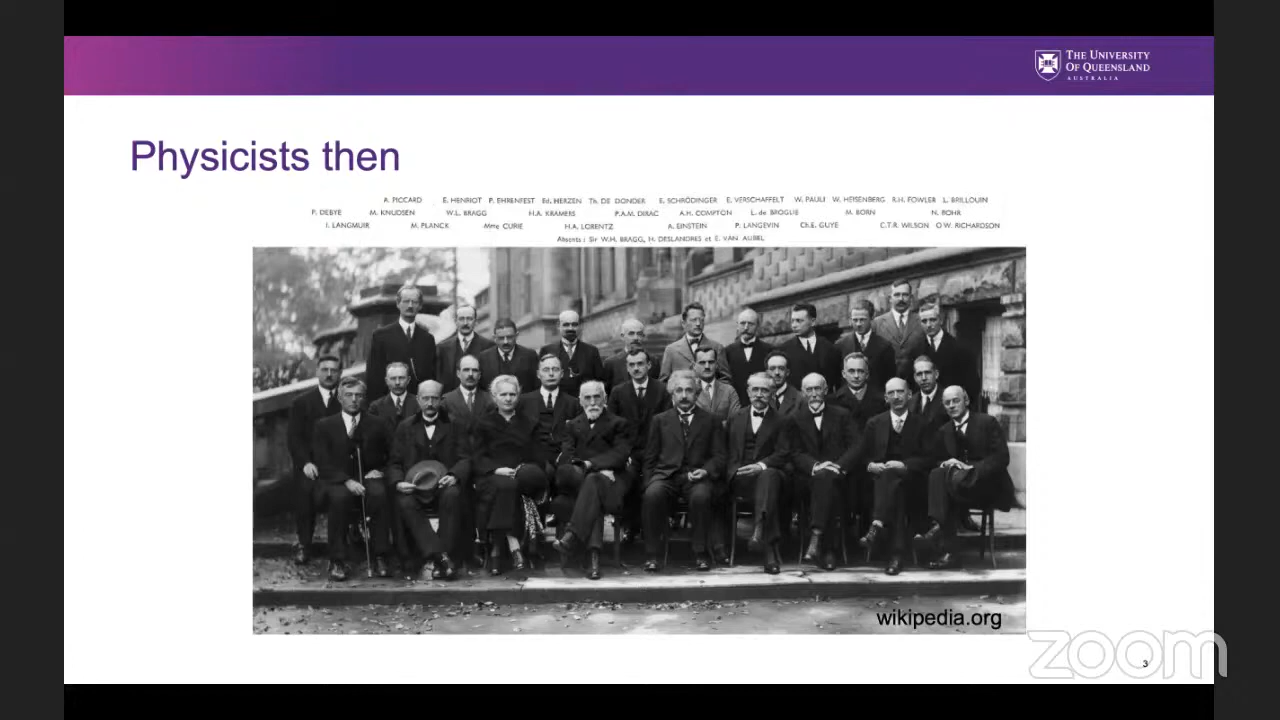 THE UNIVERSITY
OF QUEENSLAND
AUSTRALIA
Physicists then
A. PICCARD E. HENRIOT P. EHRENFEST Ed. HERZEN Th. DE DONDER E. SCHRÖDINGER E. VERSCHAFFELT W. PAULI W. HEISENBERG R.H. FOWLER L. BRILLOUIN
P. DEBYE M. KNUDSEN W.L. BRAGG H.A. KRAMERS P.A.M. DIRAC A.H. COMPTON L. de BROGLIE M. BORN N. BOHR
I. LANGMUIR M. PLANCK Mme CURIE H.A. LORENTZ A. EINSTEIN P. LANGEVIN Ch.E. GUYE C.T.R. WILSON O.W. RICHARDSON
Absents : Sir W.H. BRAGG, H. DESLANDRES et E. VAN AUBEL
wikipedia.org
zoom
3